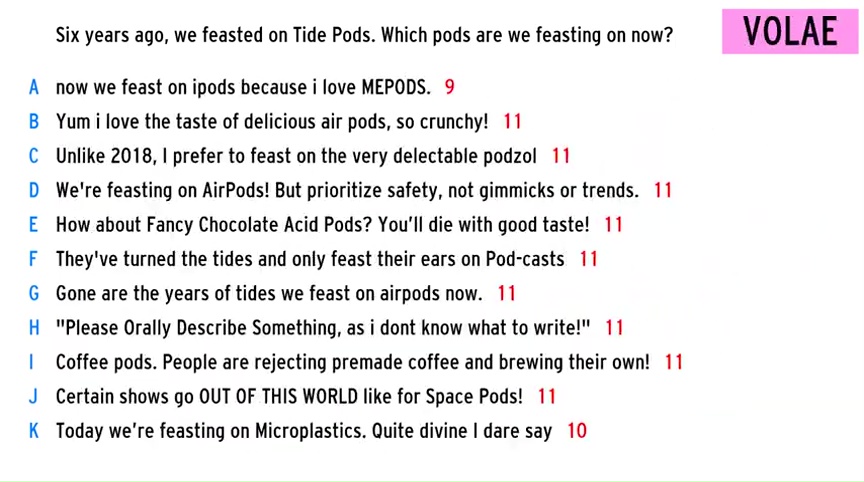 Six years ago, we feasted on Tide Pods. Which pods are we feasting on now?
VOLAE
A now we feast on ipods because i love MEPODS. 9
B Yum i love the taste of delicious air pods, so crunchy! 11
C Unlike 2018, I prefer to feast on the very delectable podzol 11
D We're feasting on AirPods! But prioritize safety, not gimmicks or trends. 11
E How about Fancy Chocolate Acid Pods? You’ll die with good taste! 11
F They've turned the tides and only feast their ears on Pod-casts 11
G Gone are the years of tides we feast on airpods now. 11
H "Please Orally Describe Something, as i dont know what to write!" 11
I Coffee pods. People are rejecting premade coffee and brewing their own! 11
J Certain shows go OUT OF THIS WORLD like for Space Pods! 11
K Today we’re feasting on Microplastics. Quite divine I dare say 10